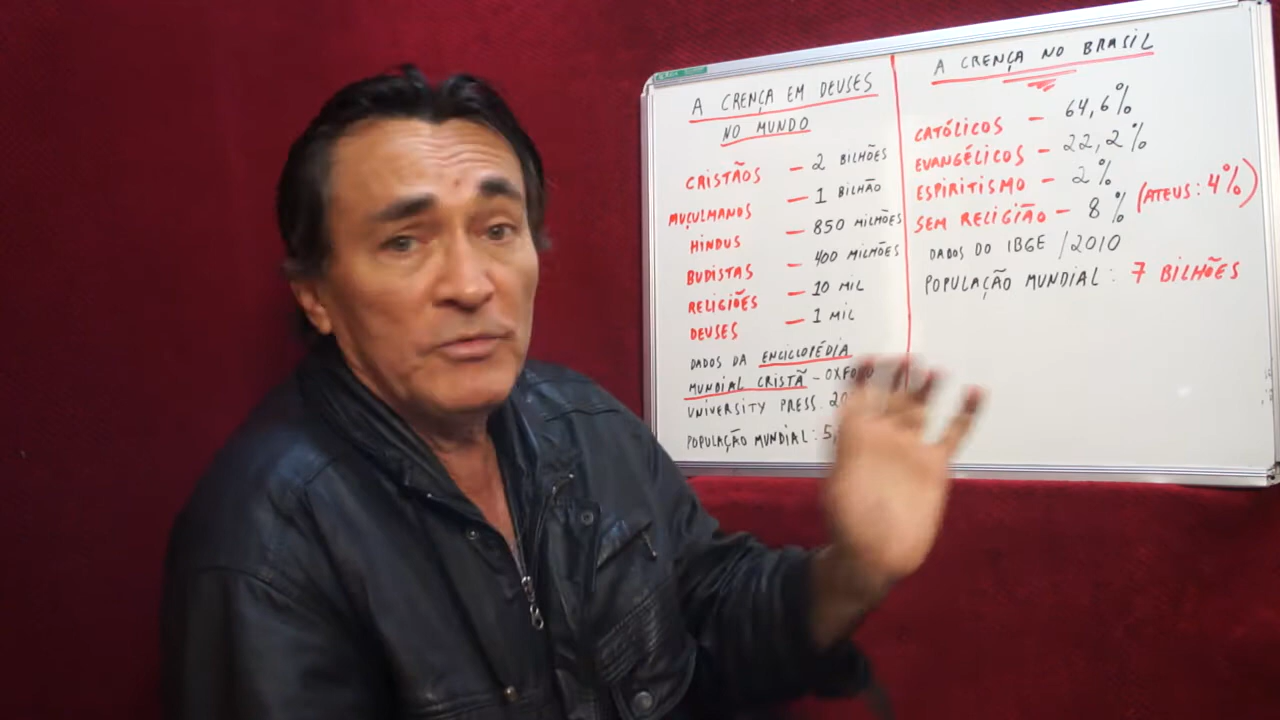 A CRENÇA EM DEUSES
NO MUNDO
CRISTÃOS — 2 BILHÕES
MUÇULMANOS — 1 BILHÃO
HINDUS — 850 MILHÕES
BUDISTAS — 400 MILHÕES
RELIGIÕES — 10 MIL
DEUSES — 1 MIL
DADOS DA ENCICLOPÉDIA
MUNDIAL CRISTÃ - OXFORD
UNIVERSITY PRESS.
POPULAÇÃO MUNDIAL:
A CRENÇA NO BRASIL
CATÓLICOS — 64,6%
EVANGÉLICOS — 22,2%
ESPIRITISMO — 2%
SEM RELIGIÃO — 8% (ATEUS: 4%)
DADOS DO IBGE /2010
POPULAÇÃO MUNDIAL: 7 BILHÕES